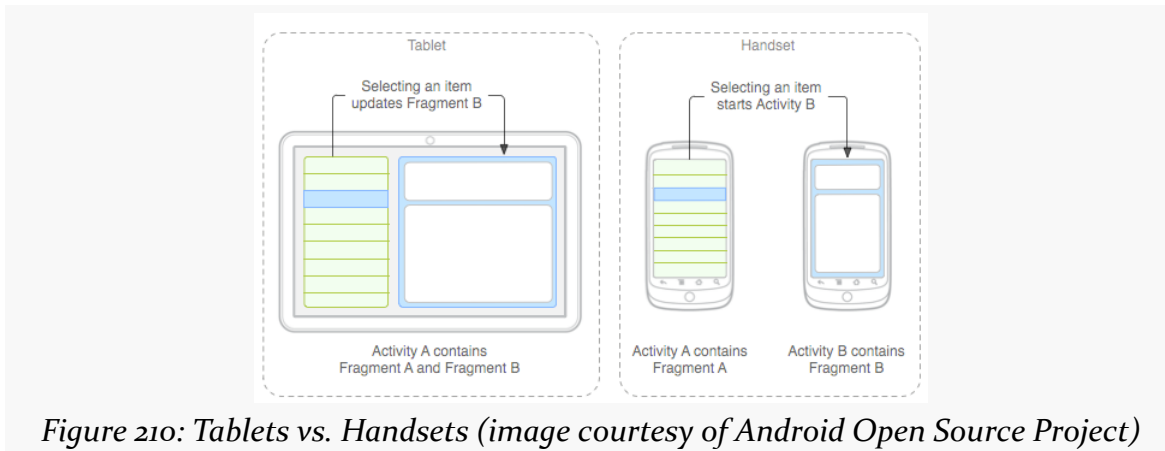 Tablet
Selecting an item
updates Fragment B
Activity A contains
Fragment A and Fragment B
Handset
Selecting an item
starts Activity B
Activity A contains
Fragment A
Activity B contains
Fragment B
Figure 210: Tablets vs. Handsets (image courtesy of Android Open Source Project)